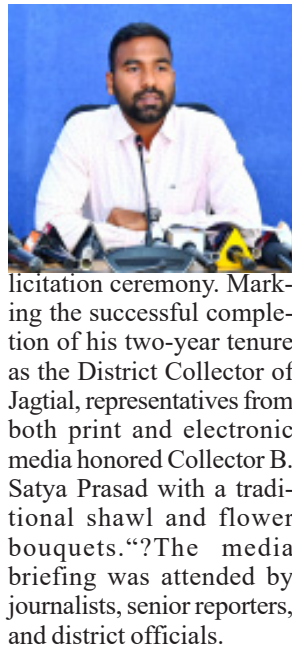 licitation ceremony. Mark-
ing the successful comple-
tion of his two-year tenure
as the District Collector of
Jagtial, representatives from
both print and electronic
media honored Collector B.
Satya Prasad with a tradi-
tional shawl and flower
bouquets.“?The media
briefing was attended by
journalists, senior reporters,
and district officials.